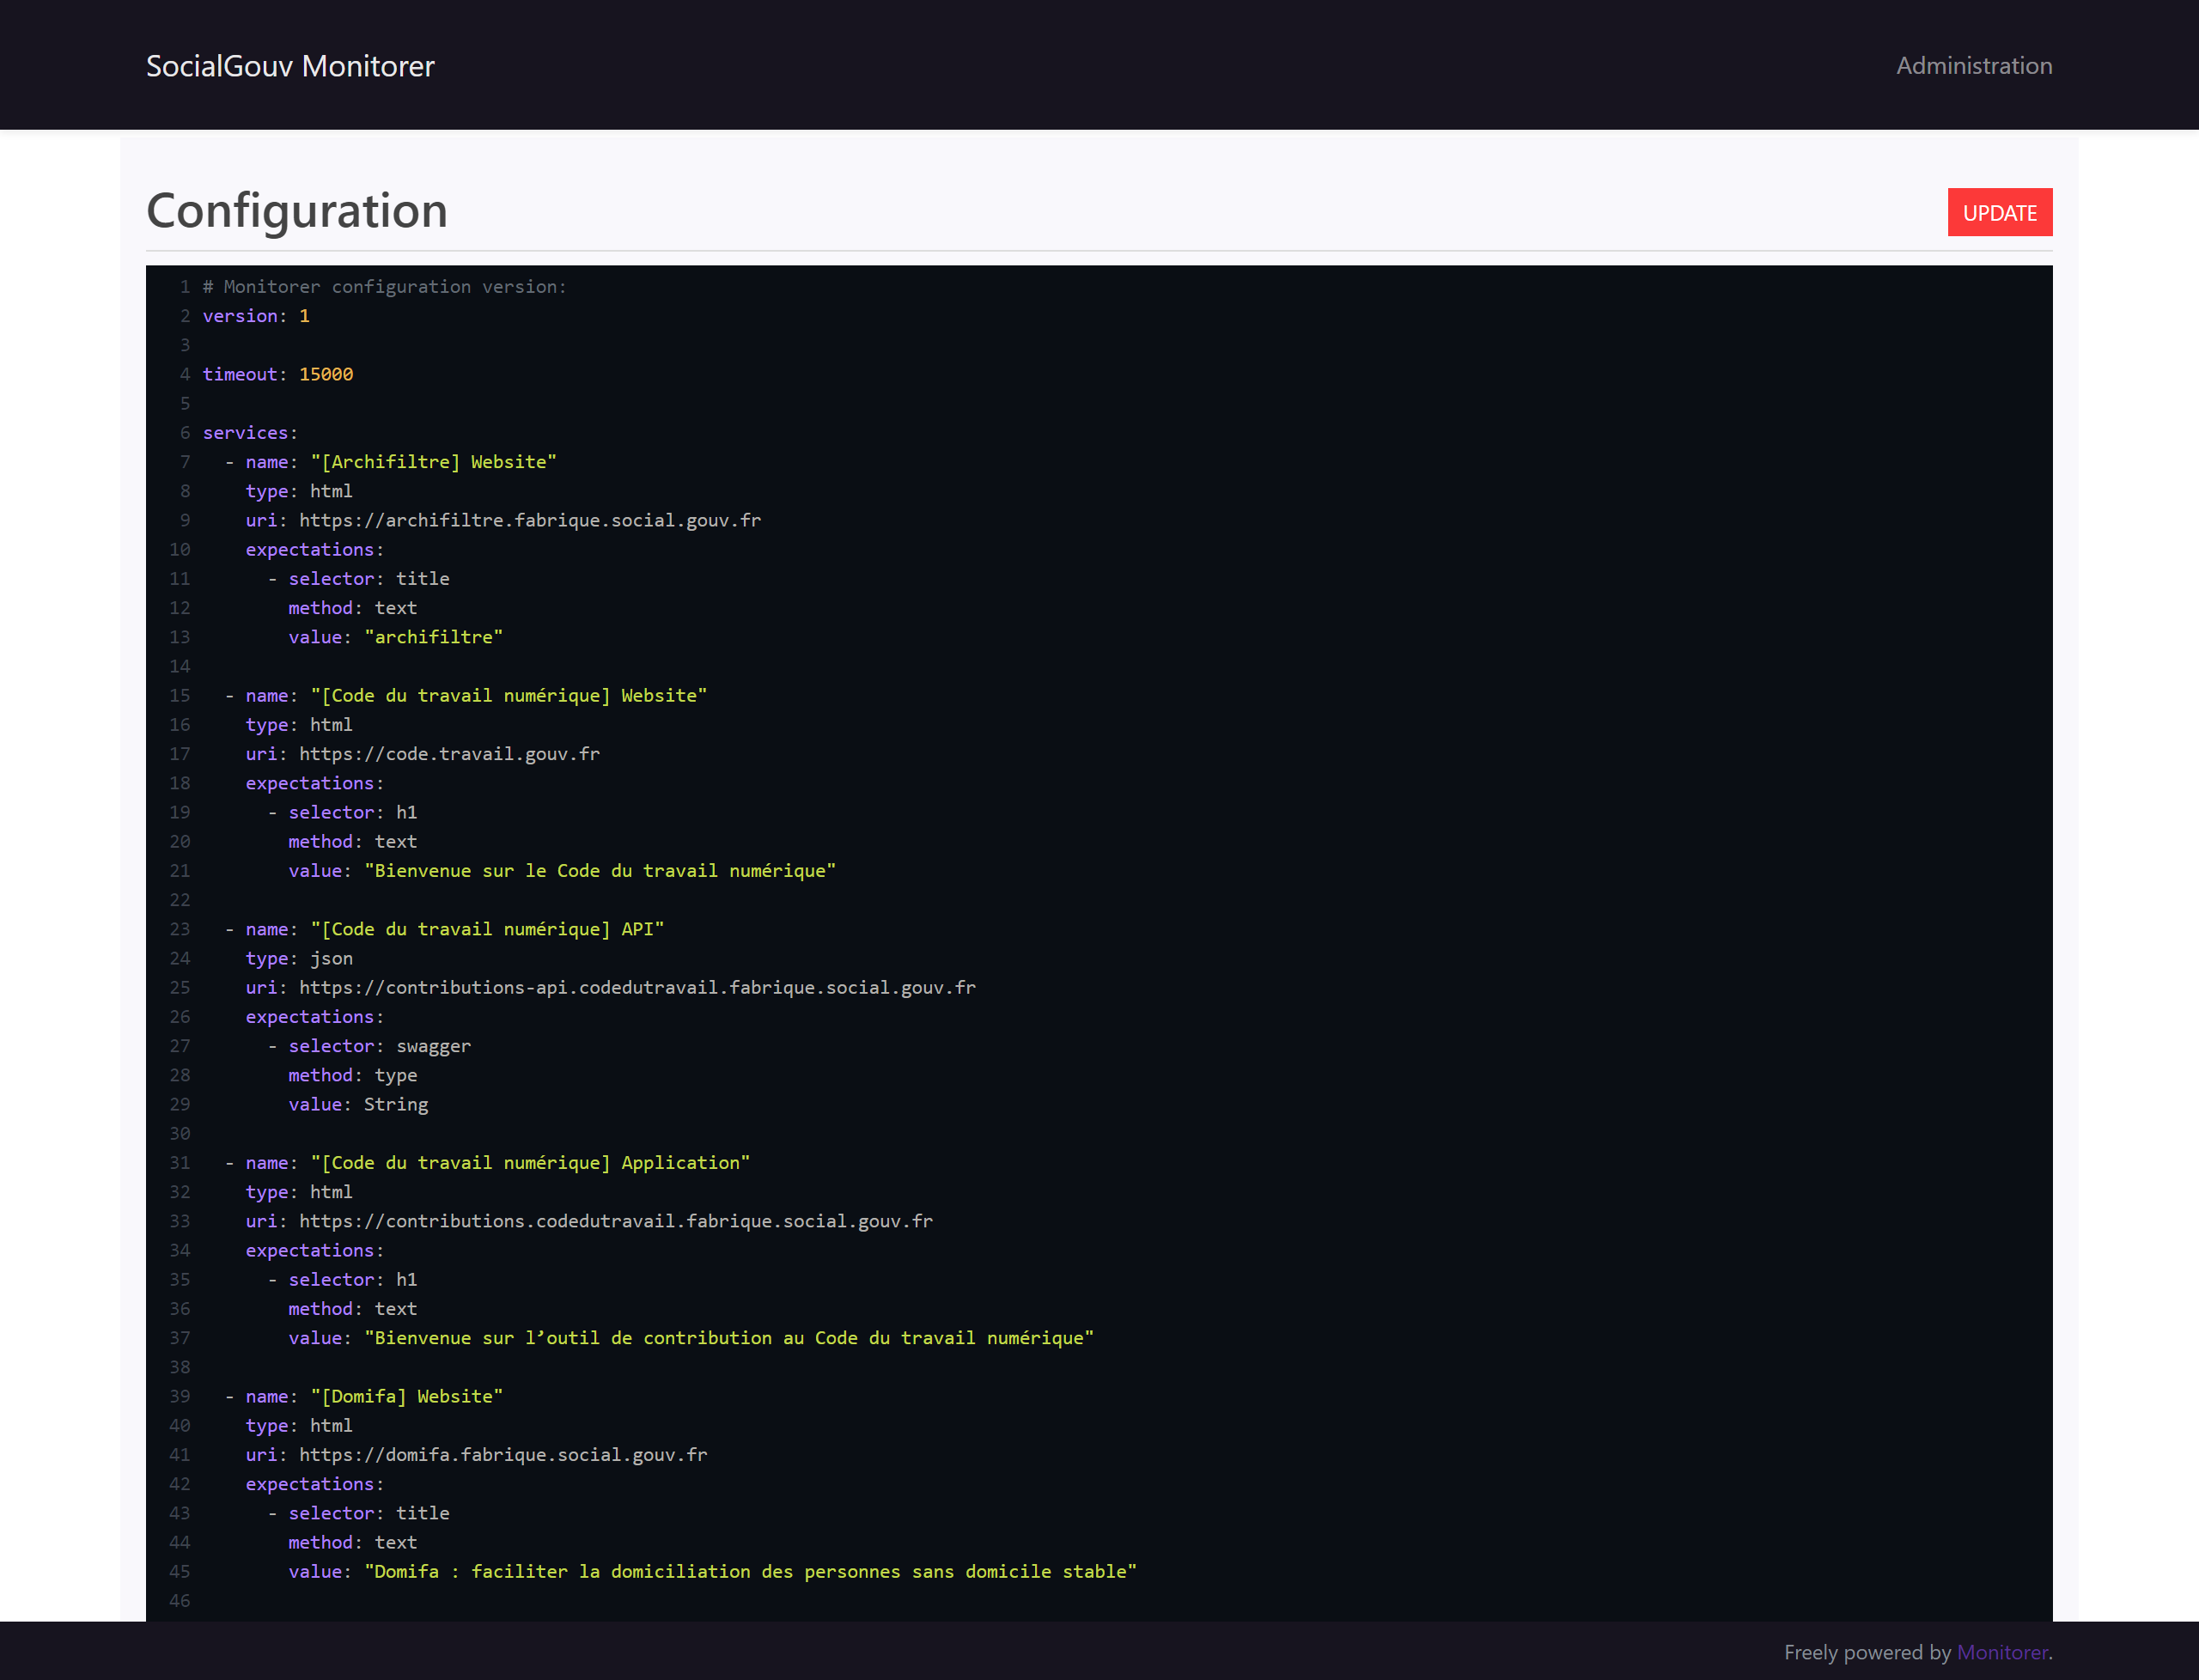 SocialGouv Monitorer
Administration
Configuration
UPDATE
1 # Monitorer configuration version:
2 version: 1
3
4 timeout: 15000
5
6 services:
7   - name: "[Archifiltre] Website"
8     type: html
9     uri: https://archifiltre.fabrique.social.gouv.fr
10     expectations:
11       - selector: title
12         method: text
13         value: "archifiltre"
14
15   - name: "[Code du travail numérique] Website"
16     type: html
17     uri: https://code.travail.gouv.fr
18     expectations:
19       - selector: h1
20         method: text
21         value: "Bienvenue sur le Code du travail numérique"
22
23   - name: "[Code du travail numérique] API"
24     type: json
25     uri: https://contributions-api.codedutravail.fabrique.social.gouv.fr
26     expectations:
27       - selector: swagger
28         method: type
29         value: String
30
31   - name: "[Code du travail numérique] Application"
32     type: html
33     uri: https://contributions.codedutravail.fabrique.social.gouv.fr
34     expectations:
35       - selector: h1
36         method: text
37         value: "Bienvenue sur l’outil de contribution au Code du travail numérique"
38
39   - name: "[Domifa] Website"
40     type: html
41     uri: https://domifa.fabrique.social.gouv.fr
42     expectations:
43       - selector: title
44         method: text
45         value: "Domifa : faciliter la domiciliation des personnes sans domicile stable"
46
Freely powered by Monitorer.